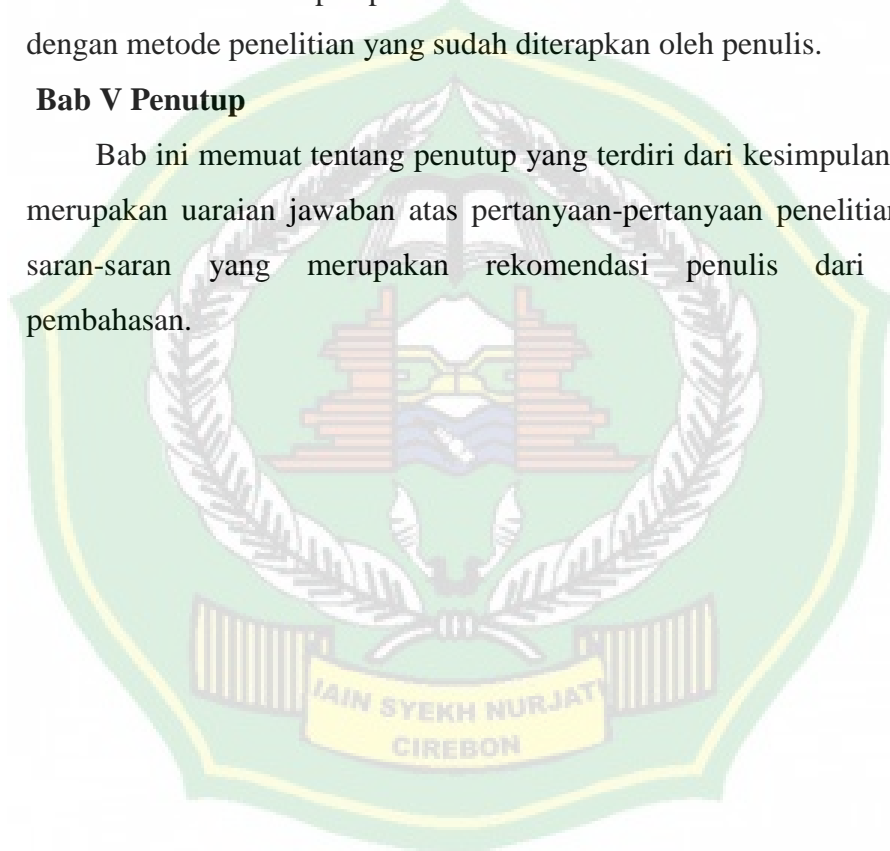 dengan metode penelitian yang sudah diterapkan oleh penulis.
Bab V Penutup
Bab ini memuat tentang penutup yang terdiri dari kesimpulan
merupakan uaraian jawaban atas pertanyaan-pertanyaan penelitian
saran-saran yang merupakan rekomendasi penulis dari
pembahasan.
IAIN SYEKH NURJATI
CIREBON